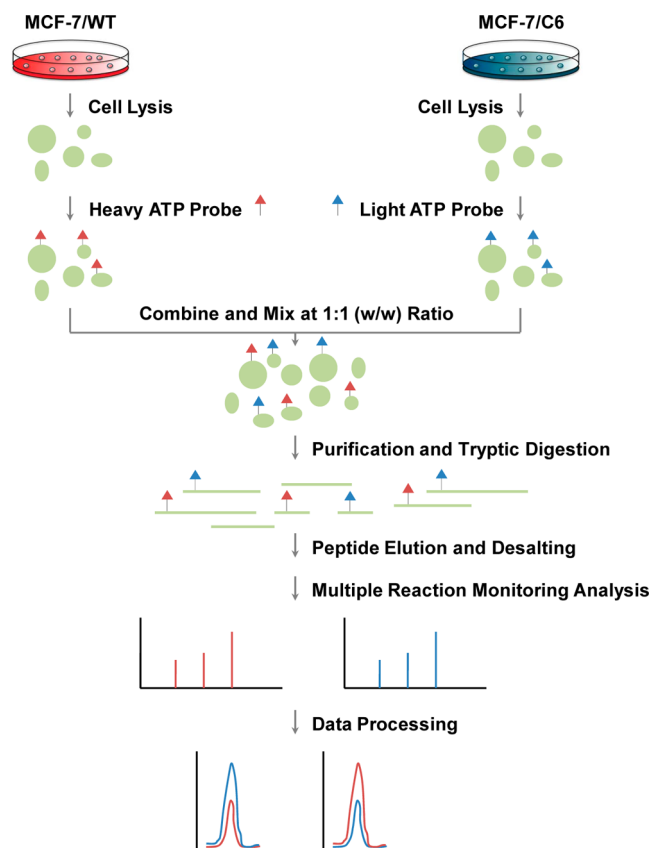 MCF-7/WT
MCF-7/C6
Cell Lysis
Cell Lysis
Heavy ATP Probe
Light ATP Probe
Combine and Mix at 1:1 (w/w) Ratio
Purification and Tryptic Digestion
Peptide Elution and Desalting
Multiple Reaction Monitoring Analysis
Data Processing